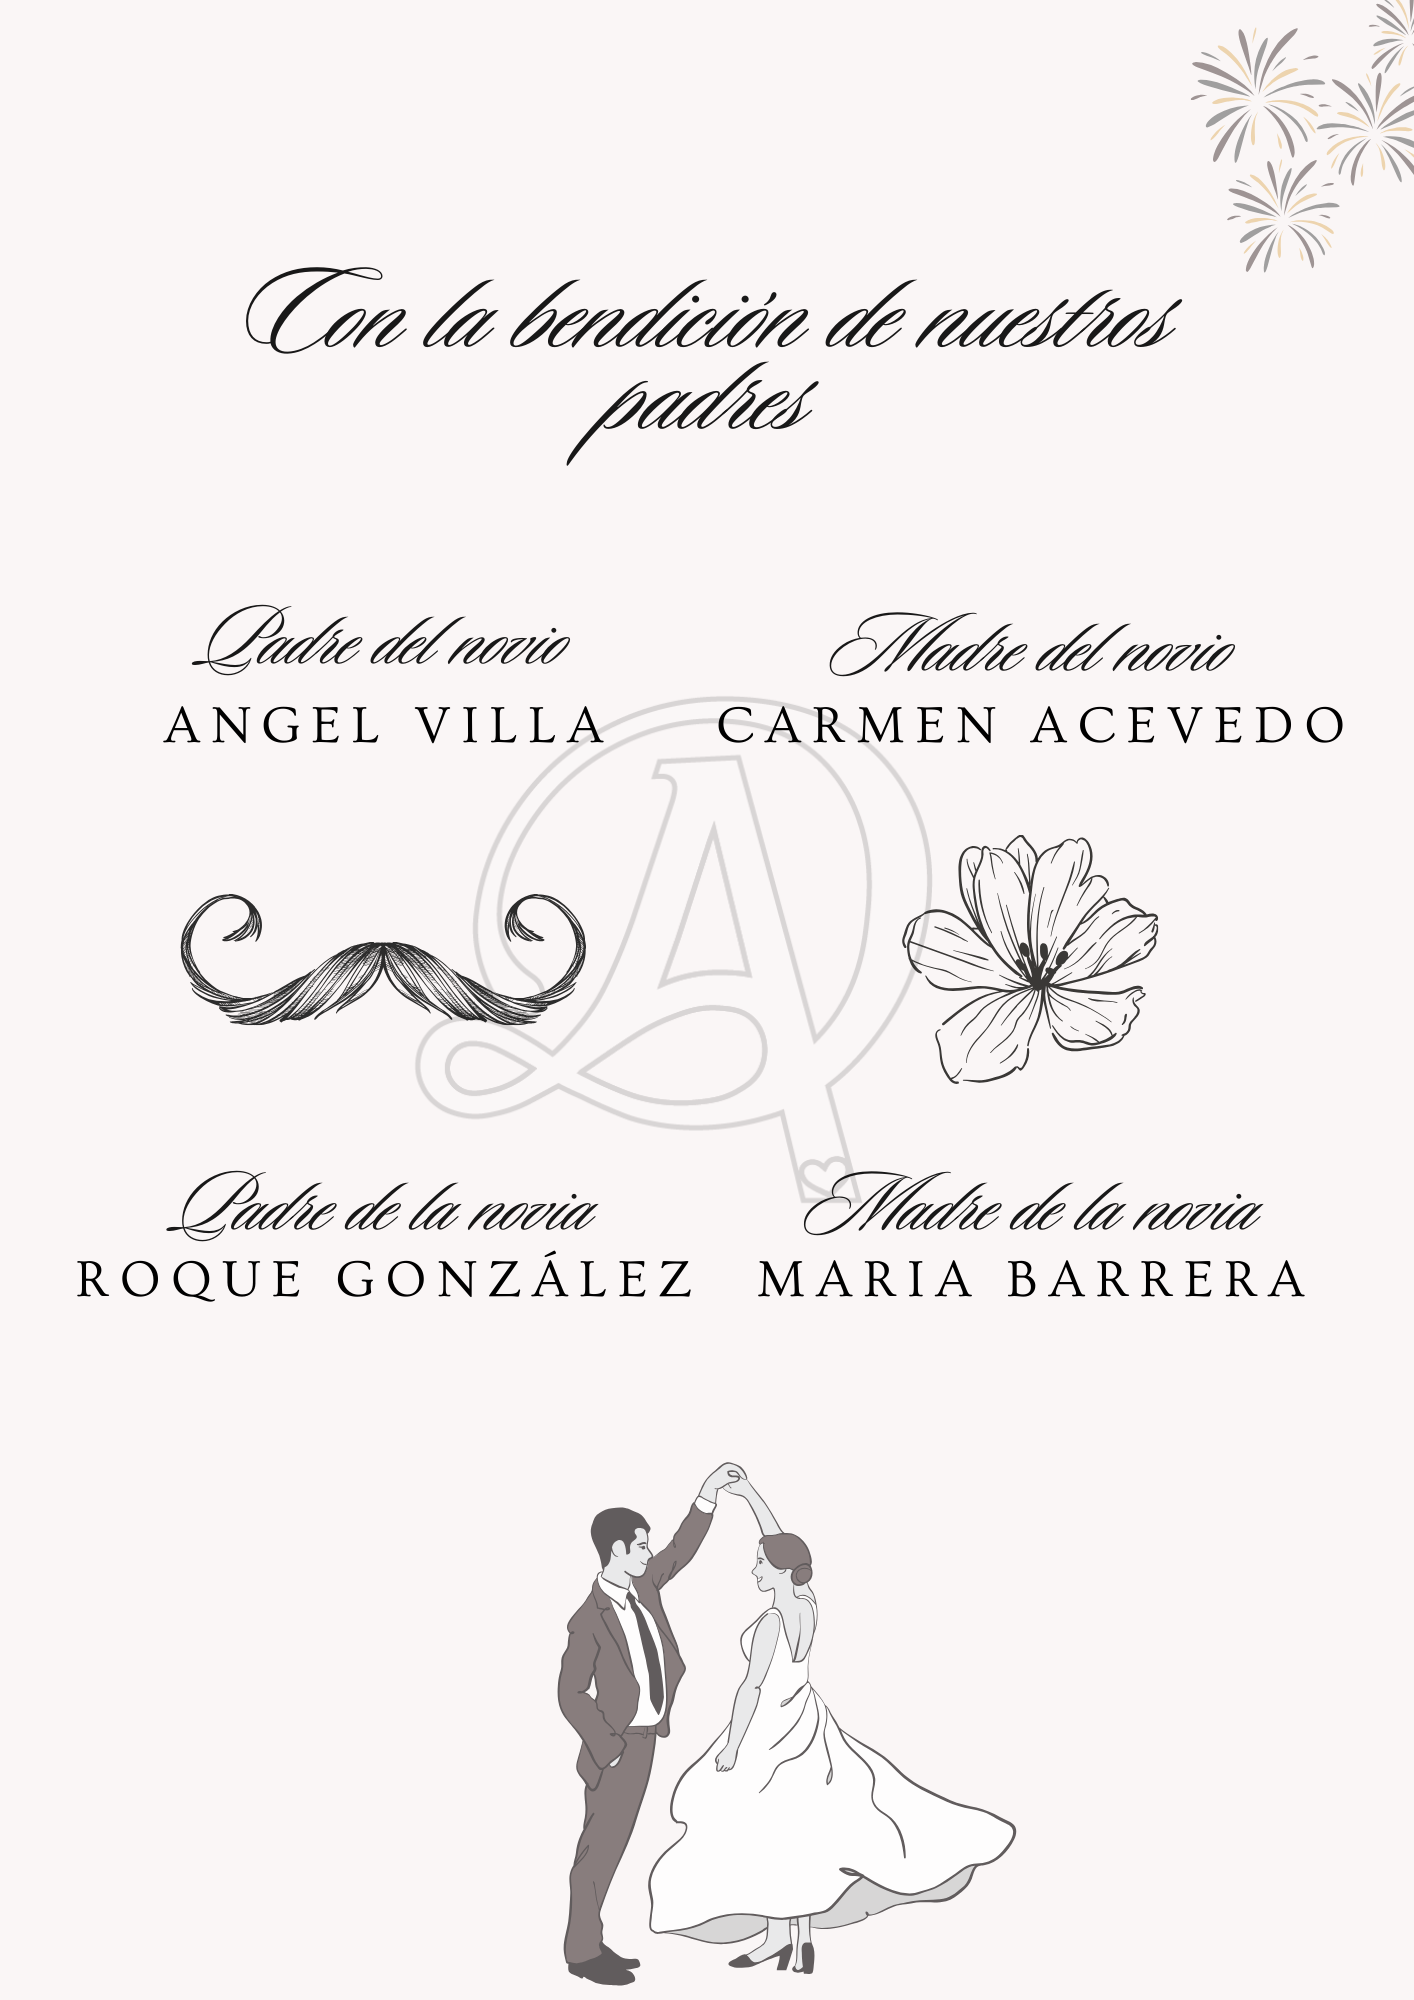 Con la bendición de nuestros
padres
Padre del novio
ANGEL VILLA
Madre del novio
CARMEN ACEVEDO
Padre de la novia
ROQUE GONZÁLEZ
Madre de la novia
MARIA BARRERA